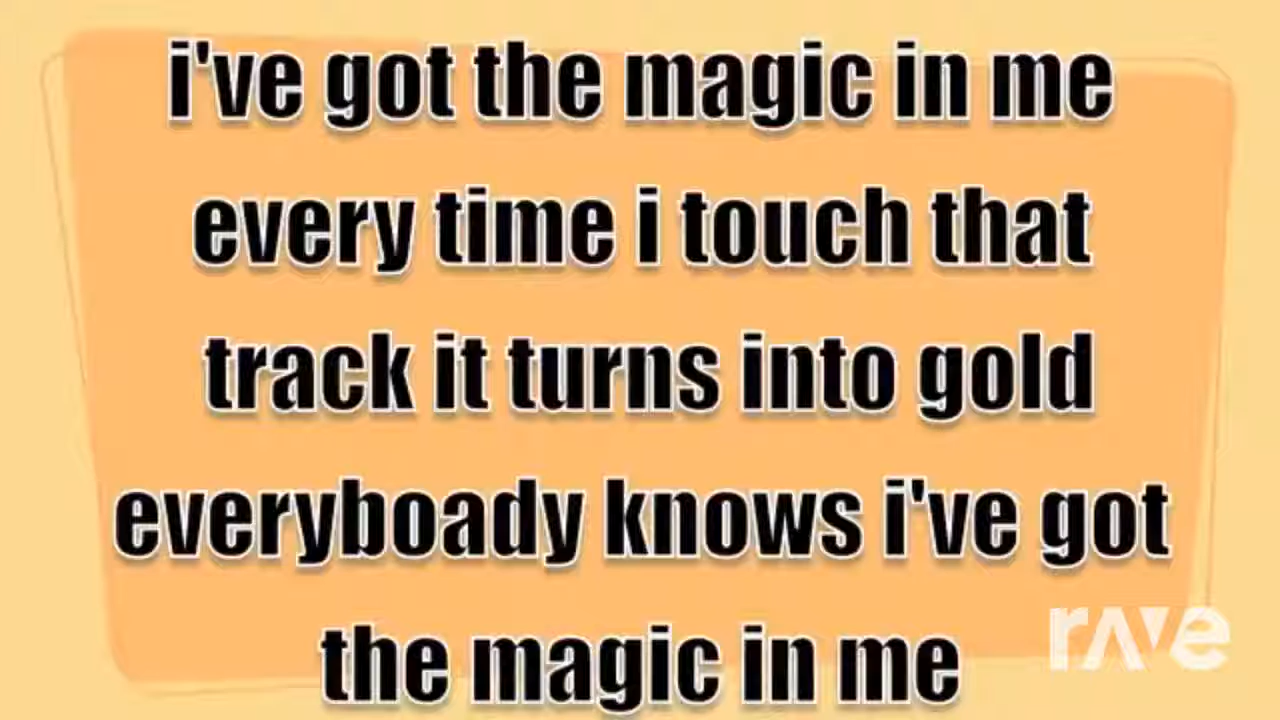 i've got the magic in me
every time i touch that
track it turns into gold
everyboady knows i've got
the magic in me
rave